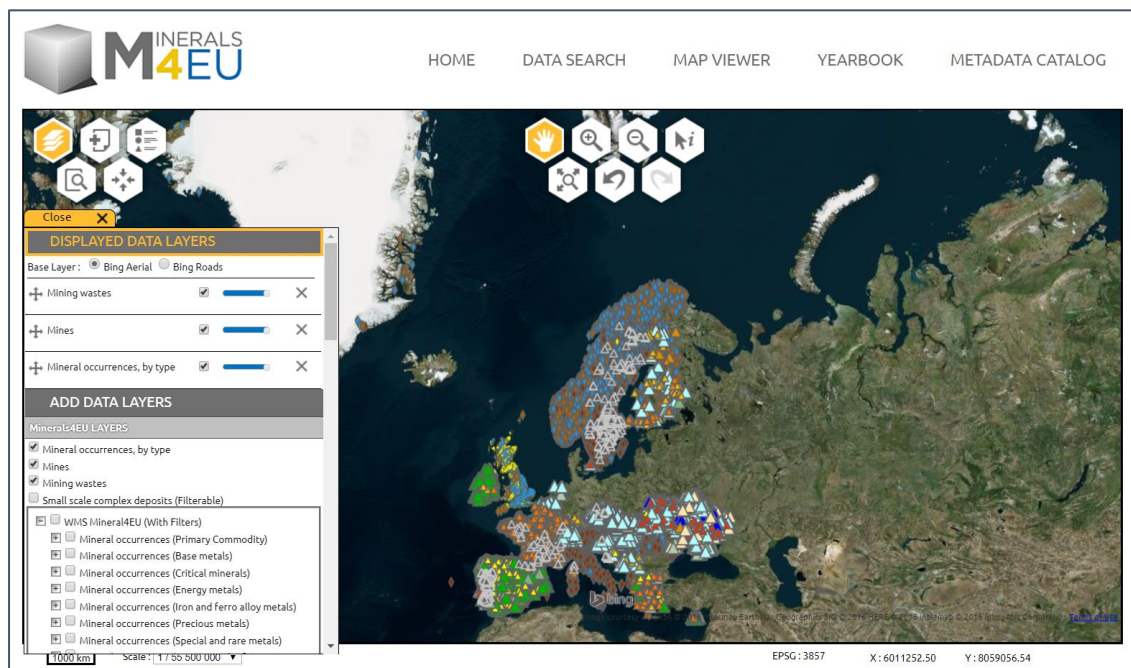 MINERALS
M4EU
HOME DATA SEARCH MAP VIEWER YEARBOOK METADATA CATALOG
Close X
DISPLAYED DATA LAYERS
Base Layer : Bing Aerial Bing Roads
Mining wastes
Mines
Mineral occurrences, by type
ADD DATA LAYERS
Minerals4EU LAYERS
Mineral occurrences, by type
Mines
Mining wastes
Small scale complex deposits (Filterable)
WMS Mineral4EU (With Filters)
Mineral occurrences (Primary Commodity)
Mineral occurrences (Base metals)
Mineral occurrences (Critical minerals)
Mineral occurrences (Energy metals)
Mineral occurrences (Iron and ferro alloy metals)
Mineral occurrences (Precious metals)
Mineral occurrences (Special and rare metals)
bing
Terms of Use
1000 km Scale : 1 / 55 500 000 EPSG : 3857 X : 6011252.50 Y : 8059056.54